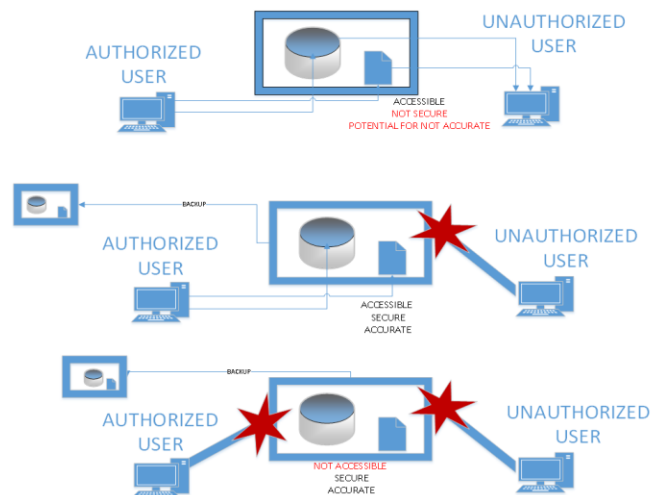 AUTHORIZED
USER
UNAUTHORIZED
USER
ACCESSIBLE
NOT SECURE
POTENTIAL FOR NOT ACCURATE
BACKUP
AUTHORIZED
USER
UNAUTHORIZED
USER
ACCESSIBLE
SECURE
ACCURATE
BACKUP
AUTHORIZED
USER
UNAUTHORIZED
USER
NOT ACCESSIBLE
SECURE
ACCURATE